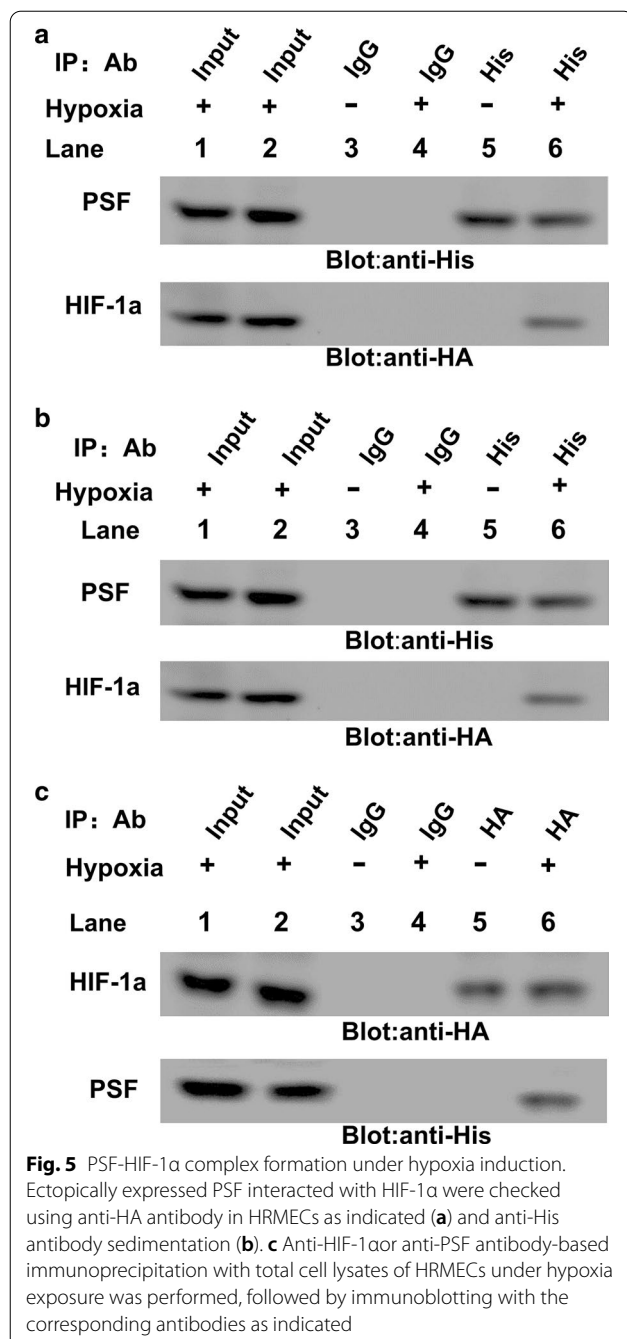 a
IP: Ab Input Input IgG IgG His His
Hypoxia + + − + − +
Lane 1 2 3 4 5 6
PSF
Blot:anti-His
HIF-1a
Blot:anti-HA
b
IP: Ab Input Input IgG IgG His His
Hypoxia + + − + − +
Lane 1 2 3 4 5 6
PSF
Blot:anti-His
HIF-1a
Blot:anti-HA
c
IP: Ab Input Input IgG IgG HA HA
Hypoxia + + − + − +
Lane 1 2 3 4 5 6
HIF-1a
Blot:anti-HA
PSF
Blot:anti-His
Fig. 5 PSF-HIF-1α complex formation under hypoxia induction.
Ectopically expressed PSF interacted with HIF-1α were checked
using anti-HA antibody in HRMECs as indicated (a) and anti-His
antibody sedimentation (b). c Anti-HIF-1αor anti-PSF antibody-based
immunoprecipitation with total cell lysates of HRMECs under hypoxia
exposure was performed, followed by immunoblotting with the
corresponding antibodies as indicated